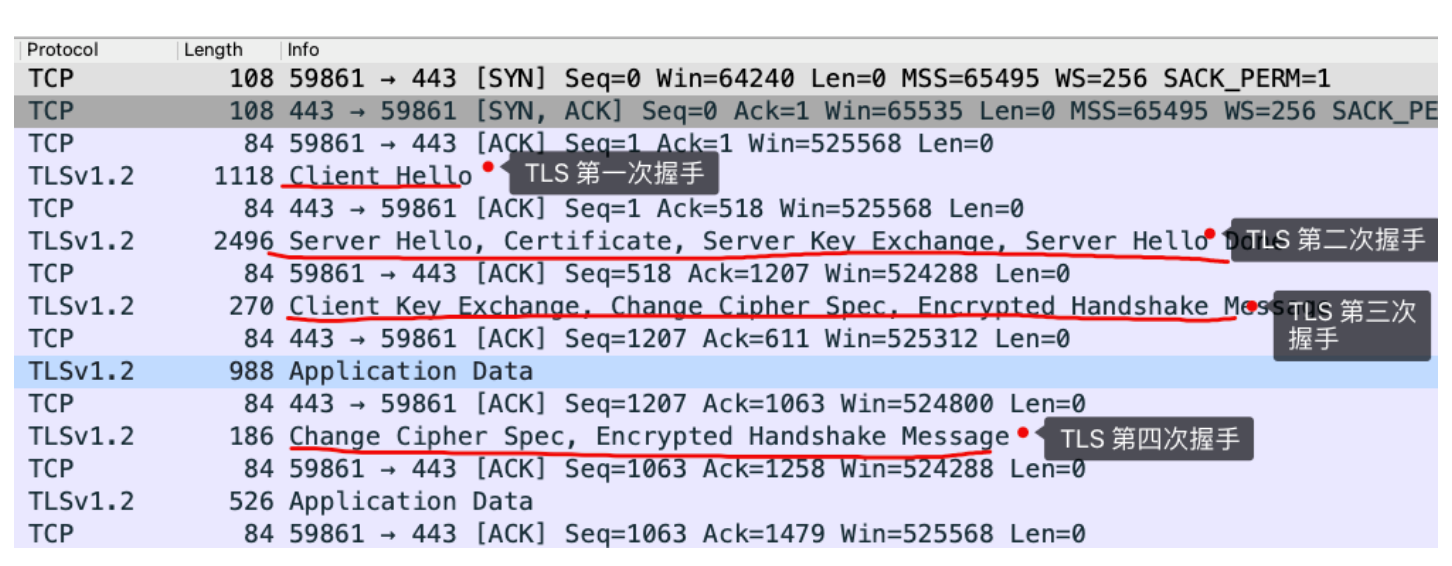 Protocol Length Info
TCP 108 59861 → 443 [SYN] Seq=0 Win=64240 Len=0 MSS=65495 WS=256 SACK_PERM=1
TCP 108 443 → 59861 [SYN, ACK] Seq=0 Ack=1 Win=65535 Len=0 MSS=65495 WS=256 SACK_PE
TCP 84 59861 → 443 [ACK] Seq=1 Ack=1 Win=525568 Len=0
TLSv1.2 1118 Client Hello TLS 第一次握手
TCP 84 443 → 59861 [ACK] Seq=1 Ack=518 Win=525568 Len=0
TLSv1.2 2496 Server Hello, Certificate, Server Key Exchange, Server Hello Done TLS 第二次握手
TCP 84 59861 → 443 [ACK] Seq=518 Ack=1207 Win=524288 Len=0
TLSv1.2 270 Client Key Exchange, Change Cipher Spec, Encrypted Handshake Message TLS 第三次
握手
TCP 84 443 → 59861 [ACK] Seq=1207 Ack=611 Win=525312 Len=0
TLSv1.2 988 Application Data
TCP 84 443 → 59861 [ACK] Seq=1207 Ack=1063 Win=524800 Len=0
TLSv1.2 186 Change Cipher Spec, Encrypted Handshake Message TLS 第四次握手
TCP 84 59861 → 443 [ACK] Seq=1063 Ack=1258 Win=524288 Len=0
TLSv1.2 526 Application Data
TCP 84 59861 → 443 [ACK] Seq=1063 Ack=1479 Win=525568 Len=0